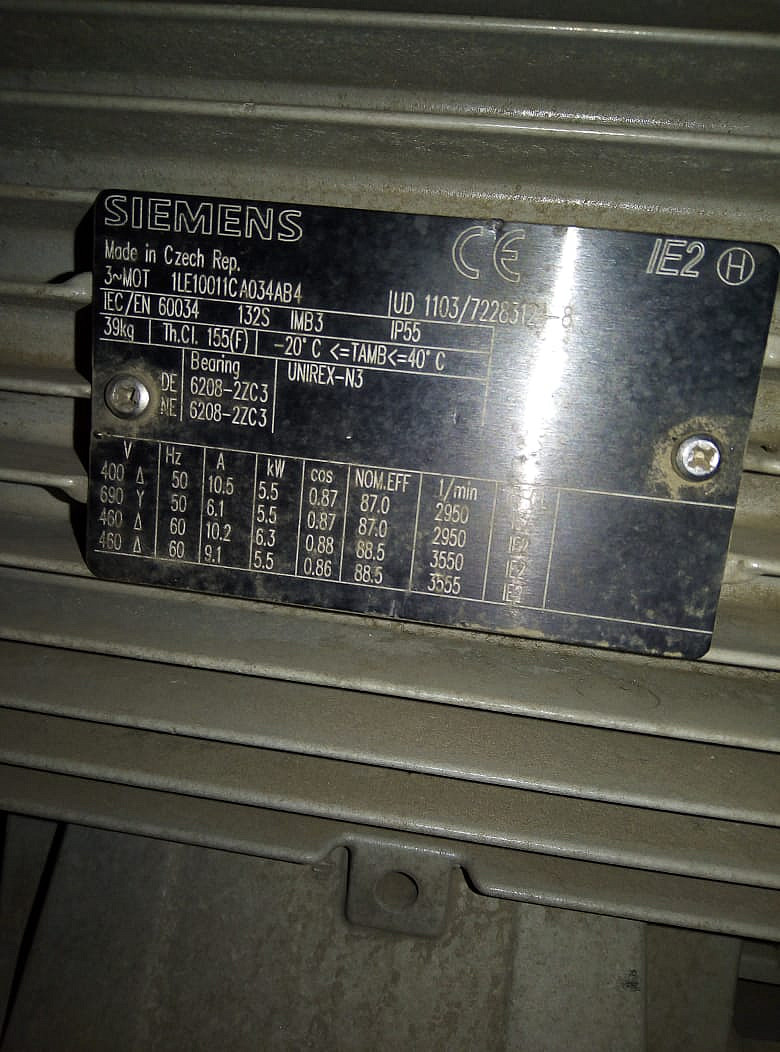 SIEMENS
CE IE2 H
Made in Czech Rep.
3~MOT 1LE10011CA034AB4 UD 1103/
IEC/EN 60034 132S IMB3 IP55
39kg Th.Cl. 155(F) -20°C <=TAMB<=40°C
Bearing UNIREX-N3
DE 6208-2ZC3
NE 6208-2ZC3
V Hz A kW cos NOM.EFF 1/min
400 Δ 50 10.5 5.5 0.87 87.0 2950 IE2
690 Y 50 6.1 5.5 0.87 87.0 2950 IE2
460 Δ 60 10.2 6.3 0.88 88.5 3550 IE2
460 Δ 60 9.1 5.5 0.86 88.5 3555 IE2